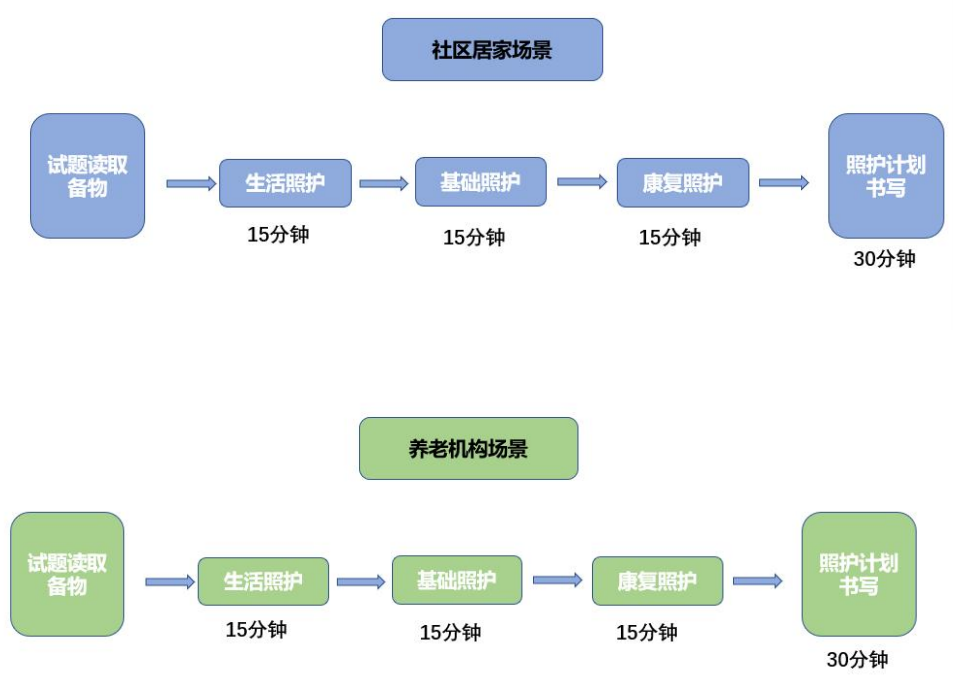 社区居家场景
试题读取
备物
生活照护
基础照护
康复照护
照护计划
书写
15分钟
15分钟
15分钟
30分钟
养老机构场景
试题读取
备物
生活照护
基础照护
康复照护
照护计划
书写
15分钟
15分钟
15分钟
30分钟